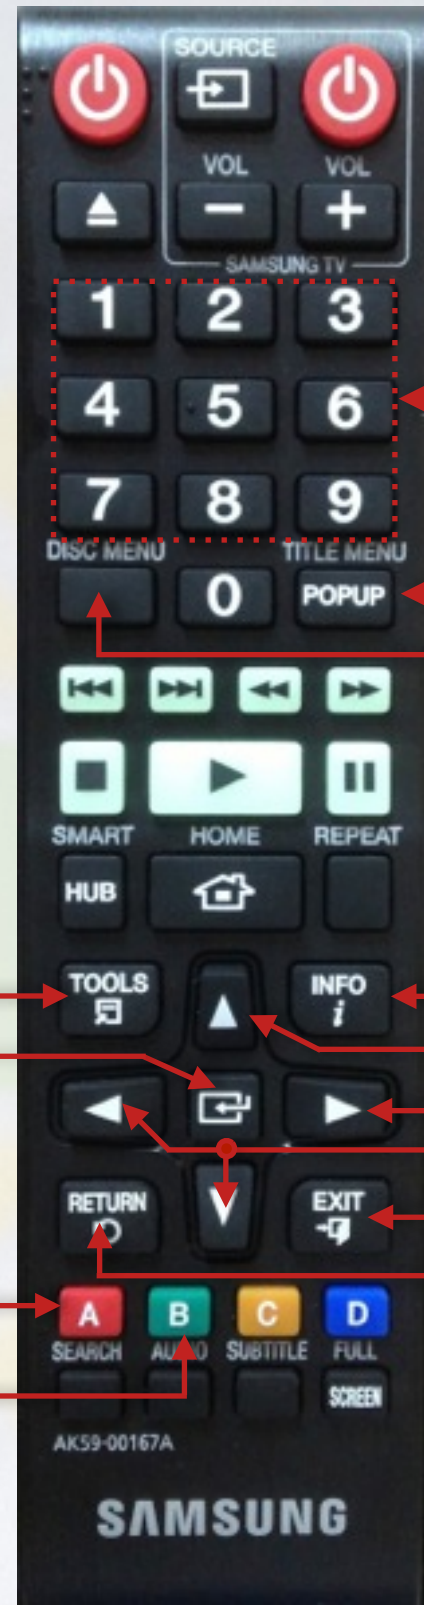 SOURCE
VOL VOL
SAMSUNG TV
1 2 3
4 5 6
7 8 9
DISC MENU TITLE MENU
0 POPUP
SMART HOME REPEAT
HUB
TOOLS INFO
i
RETURN EXIT
A B C D
SEARCH AUDIO SUBTITLE FULL
SCREEN
AK59-00167A
SAMSUNG